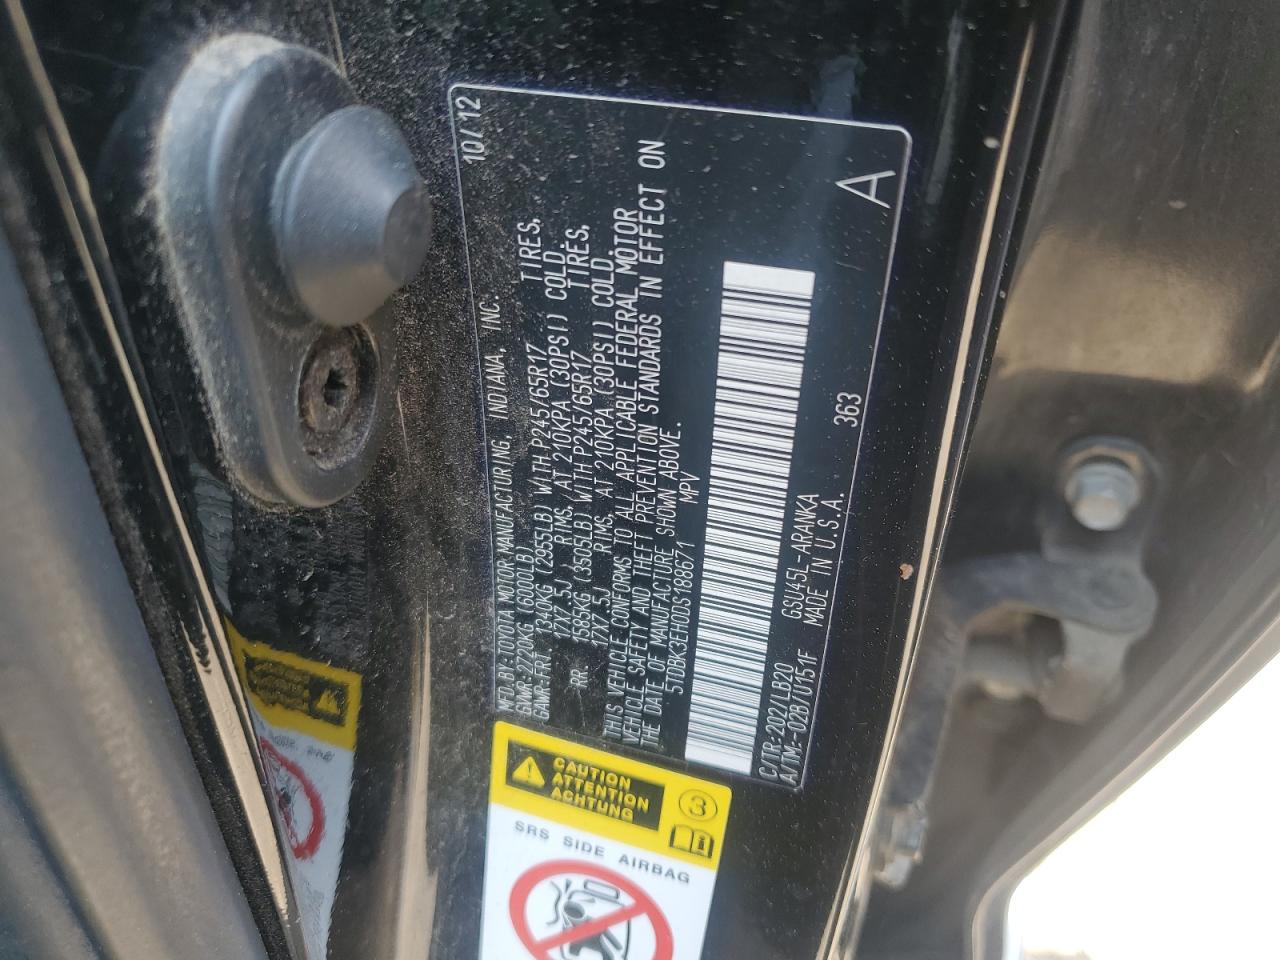 MFD.BY:TOYOTA MOTOR MANUFACTURING, INDIANA, INC. 10/12
GVWR:2720KG (6000LB)
GAWR:FRT 1340KG (2955LB) WITH P245/65R17 TIRES,
17X7.5J RIMS, AT 210KPA (30PSI) COLD.
RR 1585KG (3505LB) WITH P245/65R17 TIRES,
17X7.5J RIMS, AT 210KPA (30PSI) COLD.
THIS VEHICLE CONFORMS TO ALL APPLICABLE FEDERAL MOTOR
VEHICLE SAFETY AND THEFT PREVENTION STANDARDS IN EFFECT ON
THE DATE OF MANUFACTURE SHOWN ABOVE.
5TDBK3EH0DS188671 MPV
A
C/TR:202/LB20 GSU45L-ARANKA 363
A/TM:-02B/U151F MADE IN U.S.A.
CAUTION
ATTENTION
ACHTUNG
3
SRS SIDE AIRBAG